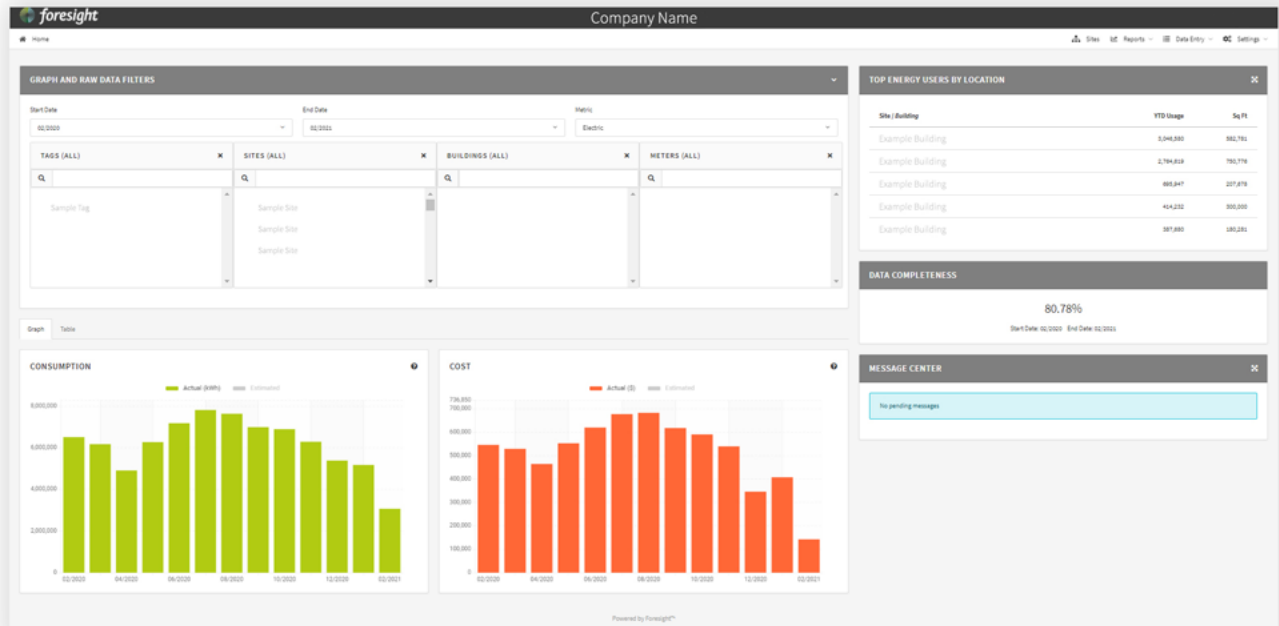 foresight
Company Name
Home
Sites Reports Data Entry Settings
GRAPH AND RAW DATA FILTERS
Start Date End Date Metric
02/2020 02/2021 Electric
TAGS (ALL) SITES (ALL) BUILDINGS (ALL) METERS (ALL)
Sample Tag Sample Site
Sample Site
Sample Site
Graph Table
CONSUMPTION
Actual (kWh) Estimated
8,000,000
6,000,000
4,000,000
2,000,000
0
02/2020 04/2020 06/2020 08/2020 10/2020 12/2020 02/2021
COST
Actual ($) Estimated
736,850
700,000
600,000
500,000
400,000
300,000
200,000
100,000
0
02/2020 04/2020 06/2020 08/2020 10/2020 12/2020 02/2021
TOP ENERGY USERS BY LOCATION
Site / Building YTD Usage Sq Ft
Example Building
Example Building 750,776
Example Building
Example Building 414,232 300,000
Example Building
DATA COMPLETENESS
80.78%
Start Date: 02/2020 End Date: 02/2021
MESSAGE CENTER
No pending messages
Powered by Foresight™